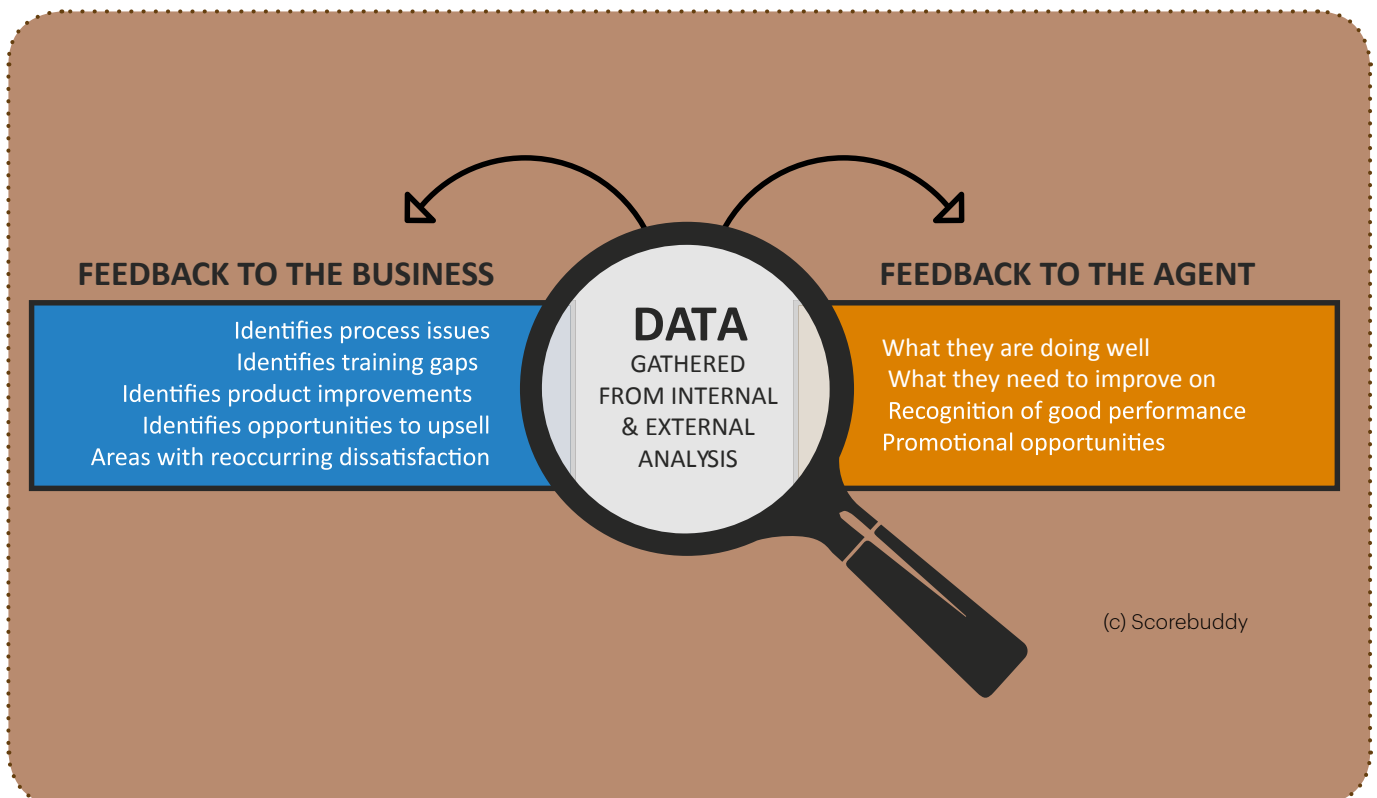 FEEDBACK TO THE BUSINESS
Identifies process issues
Identifies training gaps
Identifies product improvements
Identifies opportunities to upsell
Areas with reoccurring dissatisfaction
DATA
GATHERED
FROM INTERNAL
& EXTERNAL
ANALYSIS
FEEDBACK TO THE AGENT
What they are doing well
What they need to improve on
Recognition of good performance
Promotional opportunities
(c) Scorebuddy